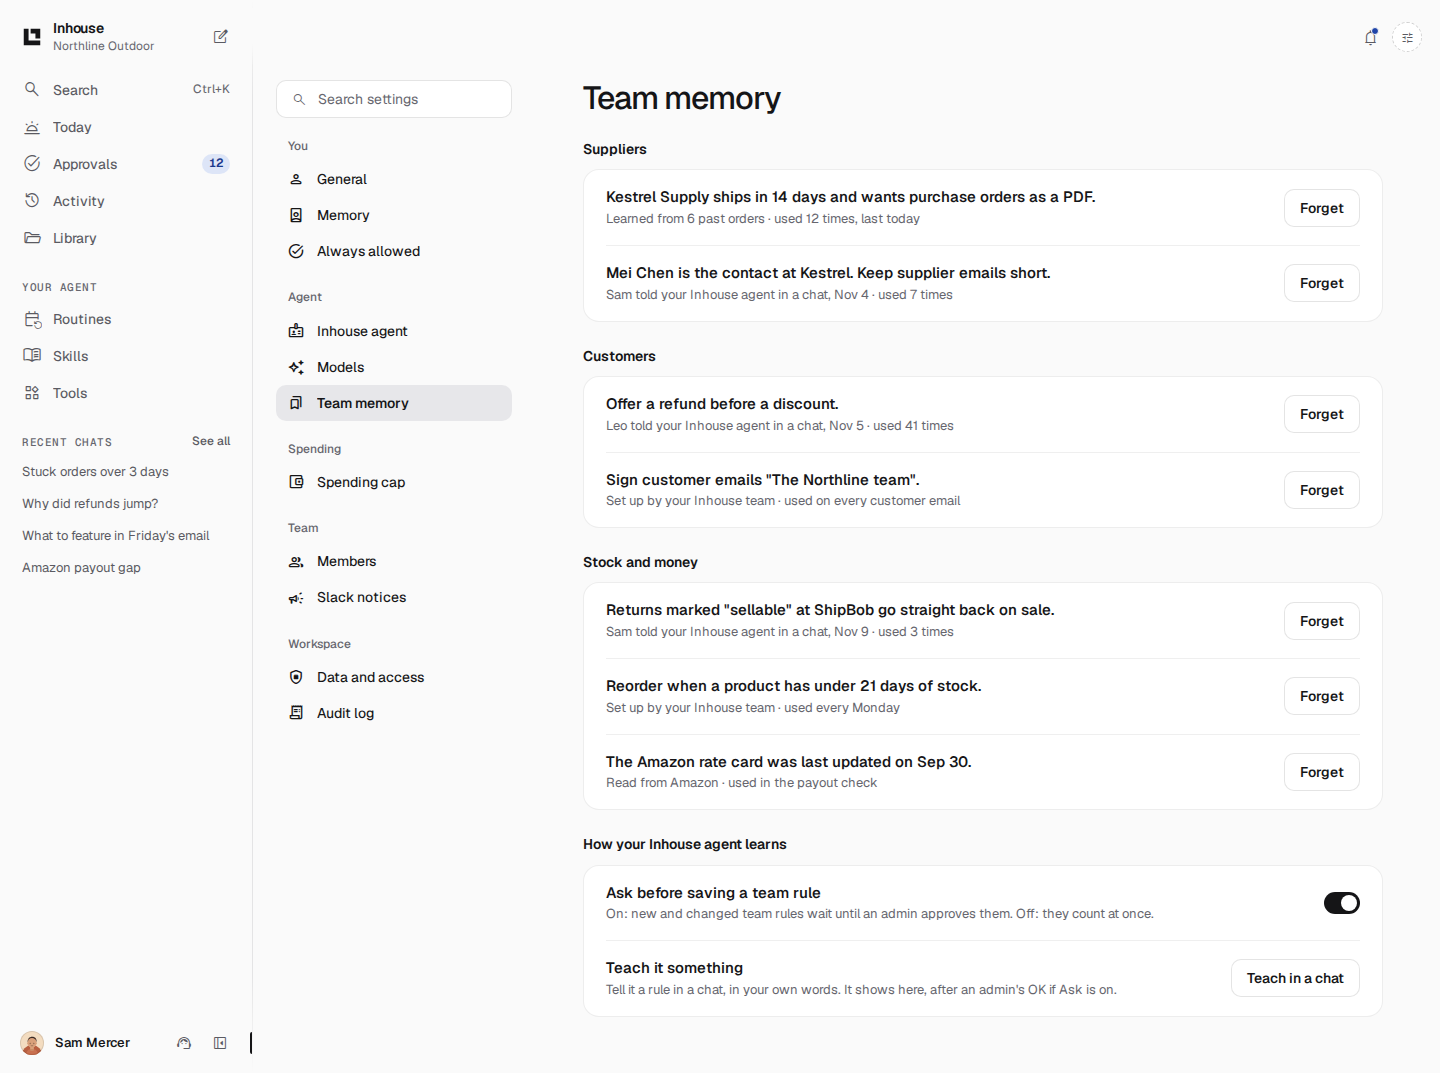 Inhouse
Northline Outdoor
Search Ctrl+K
Today
Approvals 12
Activity
Library
YOUR AGENT
Routines
Skills
Tools
RECENT CHATS See all
Stuck orders over 3 days
Why did refunds jump?
What to feature in Friday's email
Amazon payout gap
Sam Mercer
Search settings
You
General
Memory
Always allowed
Agent
Inhouse agent
Models
Team memory
Spending
Spending cap
Team
Members
Slack notices
Workspace
Data and access
Audit log
Team memory
Suppliers
Kestrel Supply ships in 14 days and wants purchase orders as a PDF.
Learned from 6 past orders · used 12 times, last today
Forget
Mei Chen is the contact at Kestrel. Keep supplier emails short.
Sam told your Inhouse agent in a chat, Nov 4 · used 7 times
Forget
Customers
Offer a refund before a discount.
Leo told your Inhouse agent in a chat, Nov 5 · used 41 times
Forget
Sign customer emails "The Northline team".
Set up by your Inhouse team · used on every customer email
Forget
Stock and money
Returns marked "sellable" at ShipBob go straight back on sale.
Sam told your Inhouse agent in a chat, Nov 9 · used 3 times
Forget
Reorder when a product has under 21 days of stock.
Set up by your Inhouse team · used every Monday
Forget
The Amazon rate card was last updated on Sep 30.
Read from Amazon · used in the payout check
Forget
How your Inhouse agent learns
Ask before saving a team rule
On: new and changed team rules wait until an admin approves them. Off: they count at once.
Teach it something
Tell it a rule in a chat, in your own words. It shows here, after an admin's OK if Ask is on.
Teach in a chat